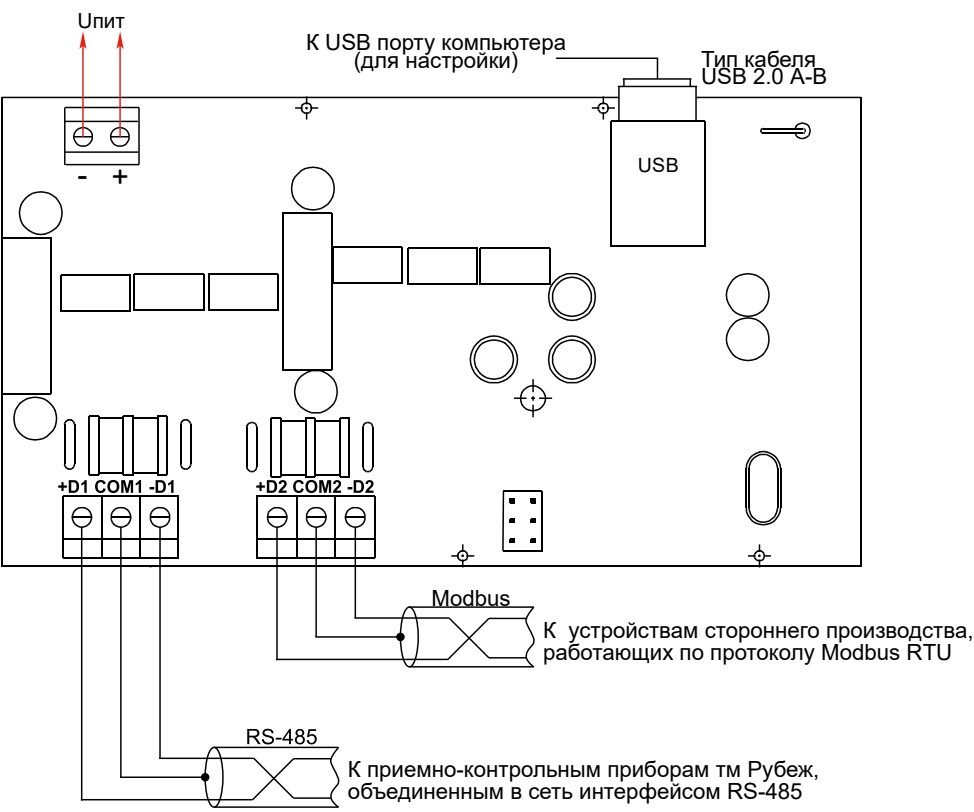 Uпит
К USB порту компьютера
(для настройки)
Тип кабеля
USB 2.0 А-В
USB
- +
+D1 COM1 -D1
+D2 COM2 -D2
Modbus
К устройствам стороннего производства,
работающих по протоколу Modbus RTU
RS-485
К приемно-контрольным приборам тм Рубеж,
объединенным в сеть интерфейсом RS-485